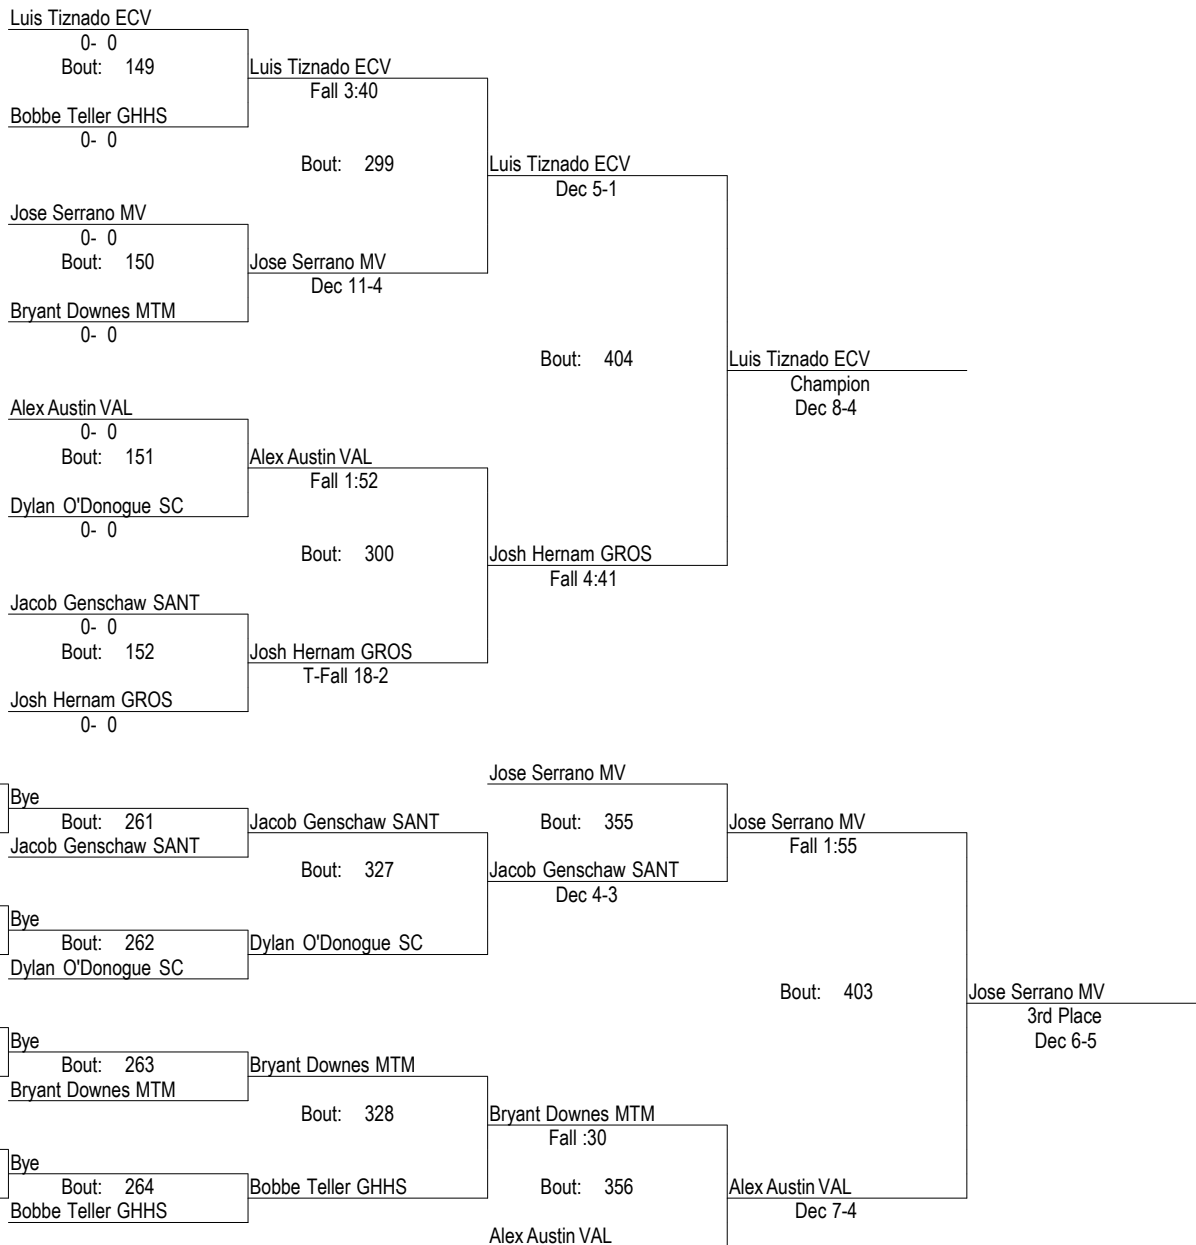 Luis Tiznado ECV
0- 0
Bout: 149
Luis Tiznado ECV
Fall 3:40
Bobbe Teller GHHS
0- 0
Bout: 299
Luis Tiznado ECV
Dec 5-1
Jose Serrano MV
0- 0
Bout: 150
Jose Serrano MV
Dec 11-4
Bryant Downes MTM
0- 0
Bout: 404
Luis Tiznado ECV
Champion
Dec 8-4
Alex Austin VAL
0- 0
Bout: 151
Alex Austin VAL
Fall 1:52
Dylan O'Donogue SC
0- 0
Bout: 300
Josh Hernam GROS
Fall 4:41
Jacob Genschaw SANT
0- 0
Bout: 152
Josh Hernam GROS
T-Fall 18-2
Josh Hernam GROS
0- 0
Jose Serrano MV
Bye
Bout: 261
Jacob Genschaw SANT
Bout: 355
Jose Serrano MV
Fall 1:55
Jacob Genschaw SANT
Bout: 327
Jacob Genschaw SANT
Dec 4-3
Bye
Bout: 262
Dylan O'Donogue SC
Dylan O'Donogue SC
Bout: 403
Jose Serrano MV
3rd Place
Dec 6-5
Bye
Bout: 263
Bryant Downes MTM
Bryant Downes MTM
Bout: 328
Bryant Downes MTM
Fall :30
Bye
Bout: 264
Bobbe Teller GHHS
Bout: 356
Alex Austin VAL
Dec 7-4
Bobbe Teller GHHS
Alex Austin VAL